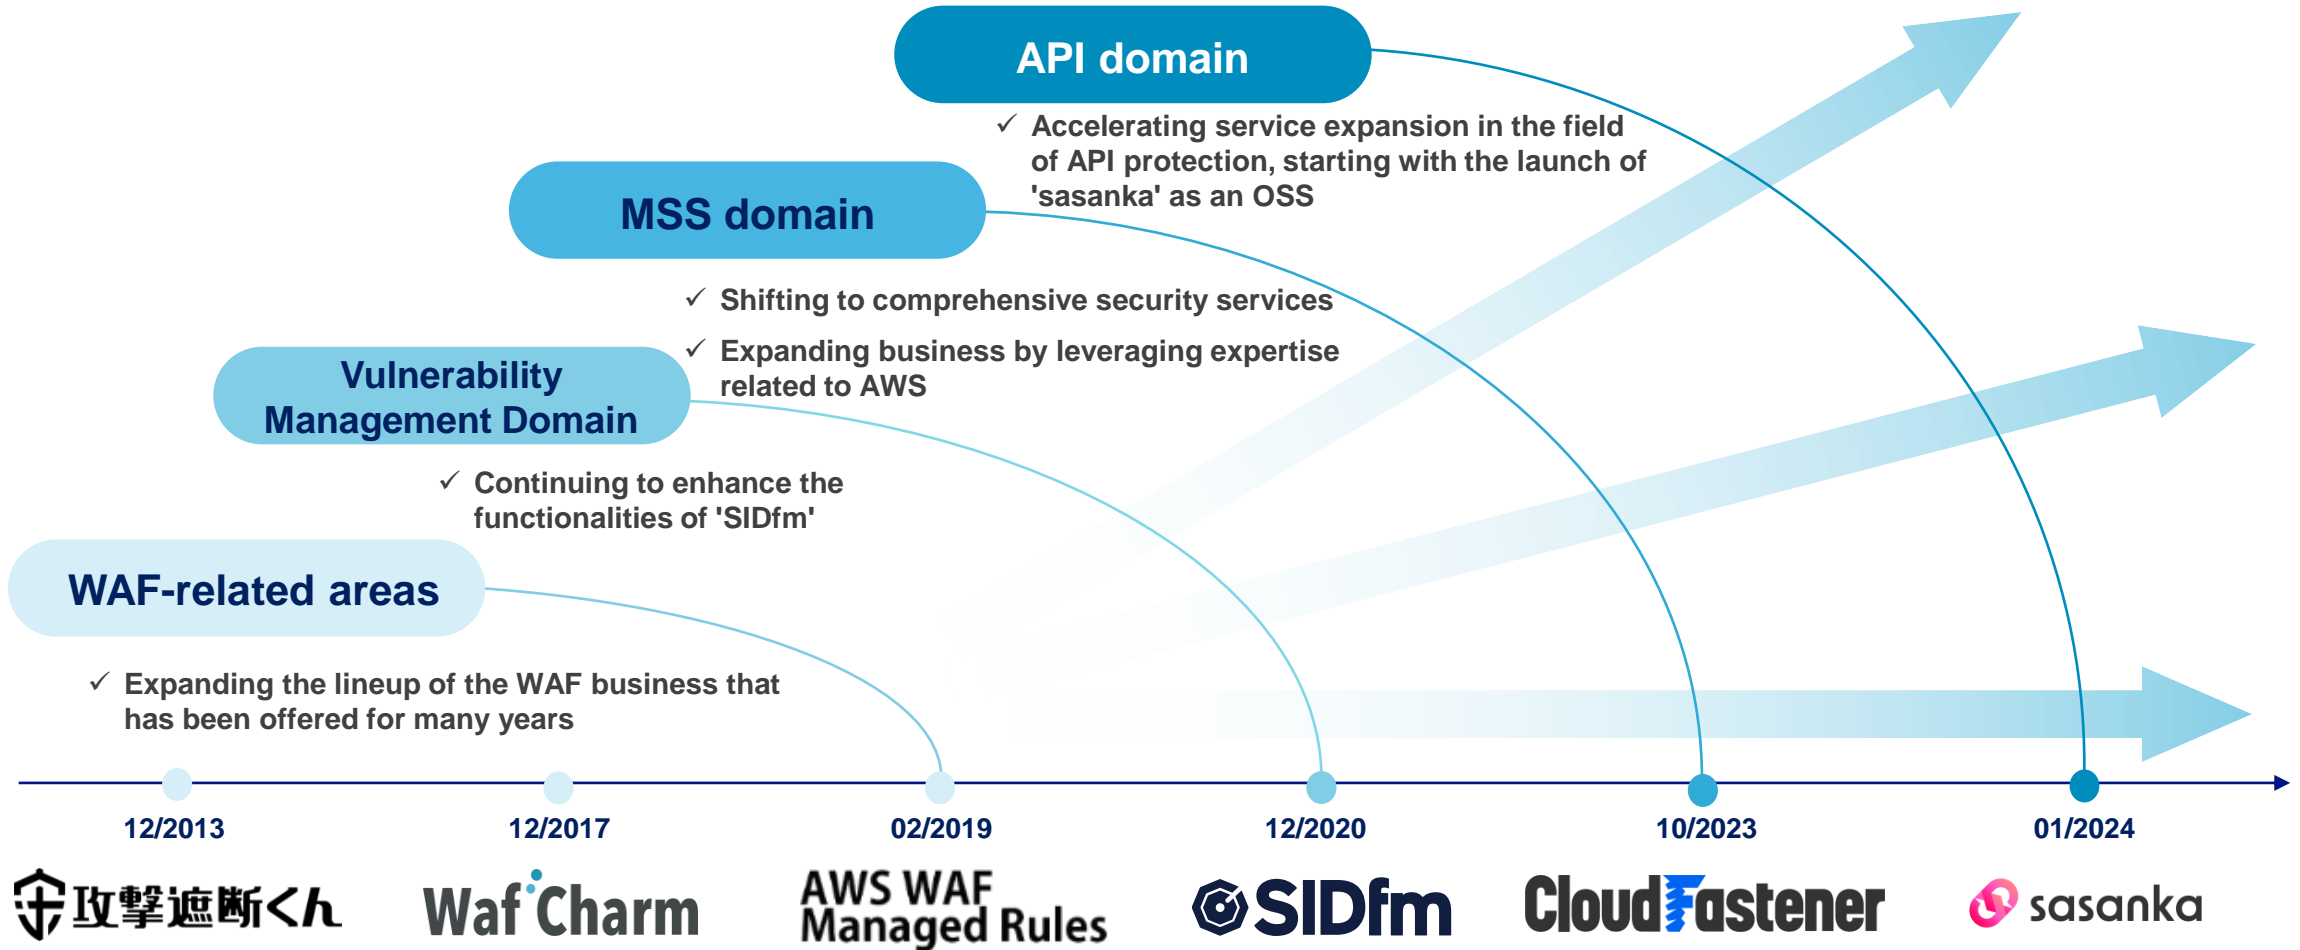 API domain
✓ Accelerating service expansion in the field
of API protection, starting with the launch of
'sasanka' as an OSS
MSS domain
✓ Shifting to comprehensive security services
✓ Expanding business by leveraging expertise
related to AWS
Vulnerability
Management Domain
✓ Continuing to enhance the
functionalities of 'SIDfm'
WAF-related areas
✓ Expanding the lineup of the WAF business that
has been offered for many years
12/2013
12/2017
02/2019
12/2020
10/2023
01/2024
攻撃遮断くん
WafCharm
AWS WAF
Managed Rules
SIDfm
CloudFastener
sasanka